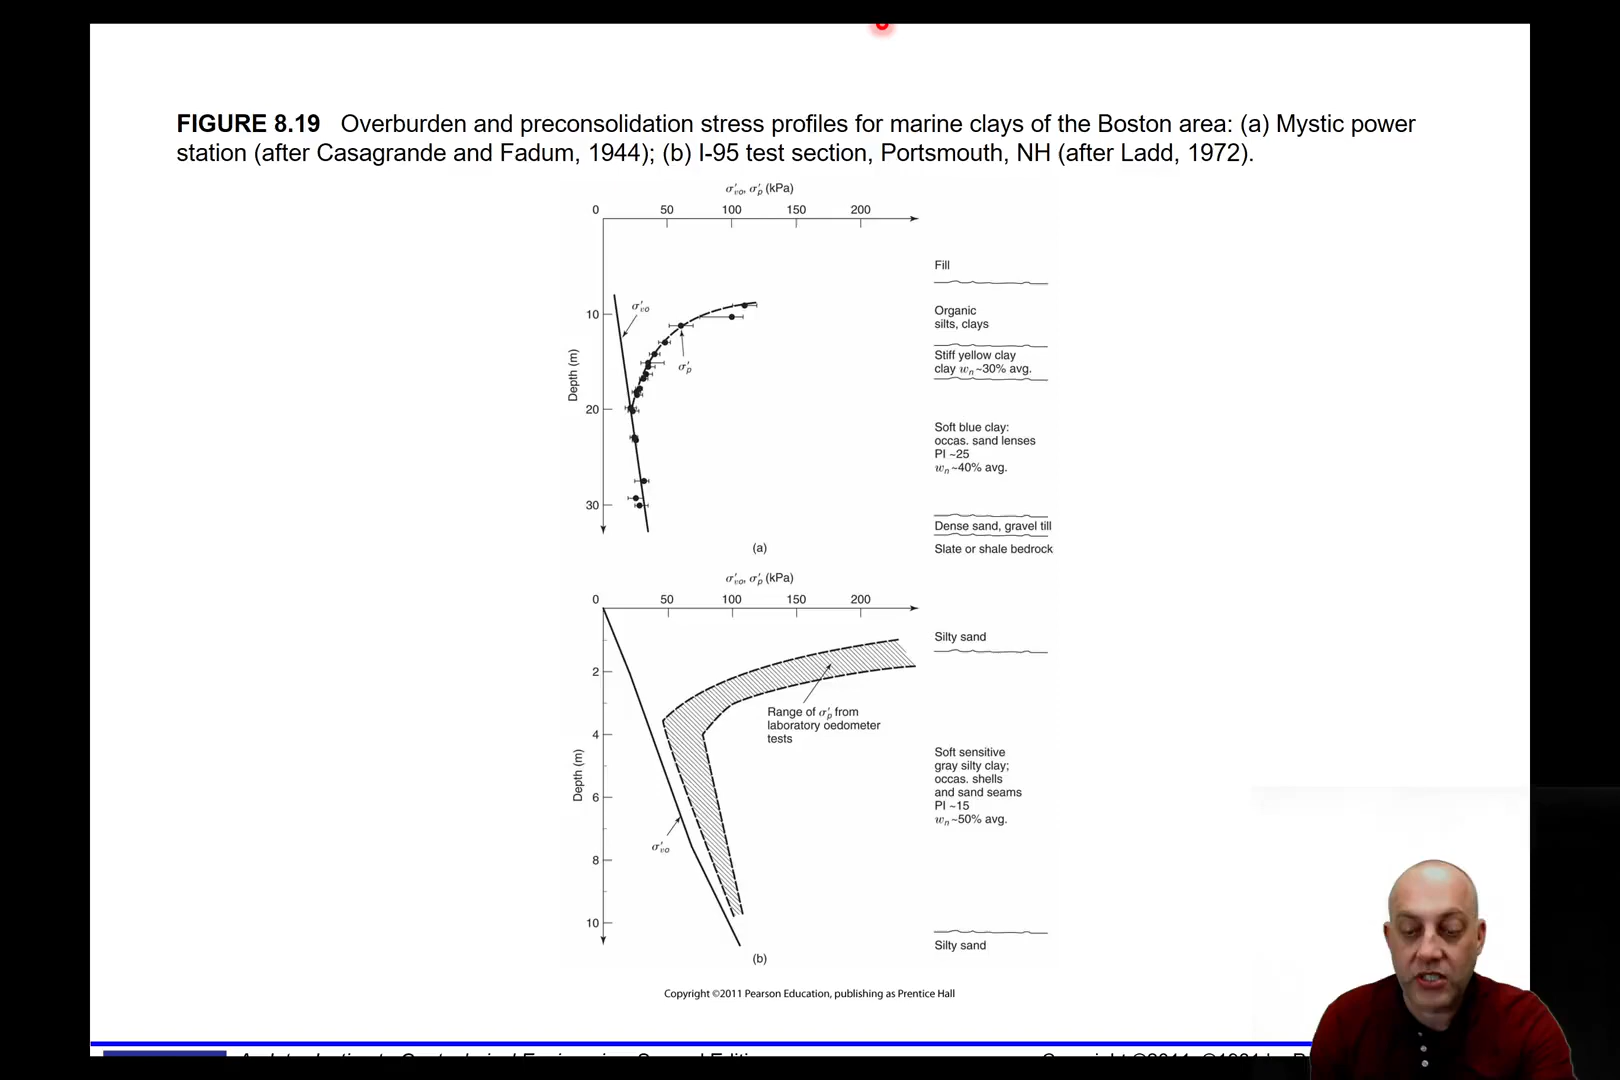 FIGURE 8.19 Overburden and preconsolidation stress profiles for marine clays of the Boston area: (a) Mystic power
station (after Casagrande and Fadum, 1944); (b) I-95 test section, Portsmouth, NH (after Ladd, 1972).
σ′vo, σ′p (kPa)
0 50 100 150 200
Fill
σ′vo
10
Organic
silts, clays
Stiff yellow clay
clay wn ~30% avg.
σ′p
Depth (m)
20
Soft blue clay:
occas. sand lenses
PI ~25
wn ~40% avg.
30
Dense sand, gravel till
(a)
Slate or shale bedrock
σ′vo, σ′p (kPa)
0 50 100 150 200
Silty sand
2
Range of σ′p from
laboratory oedometer
tests
4
Depth (m)
Soft sensitive
gray silty clay;
occas. shells
and sand seams
PI ~15
wn ~50% avg.
6
σ′vo
8
10
Silty sand
(b)
Copyright ©2011 Pearson Education, publishing as Prentice Hall